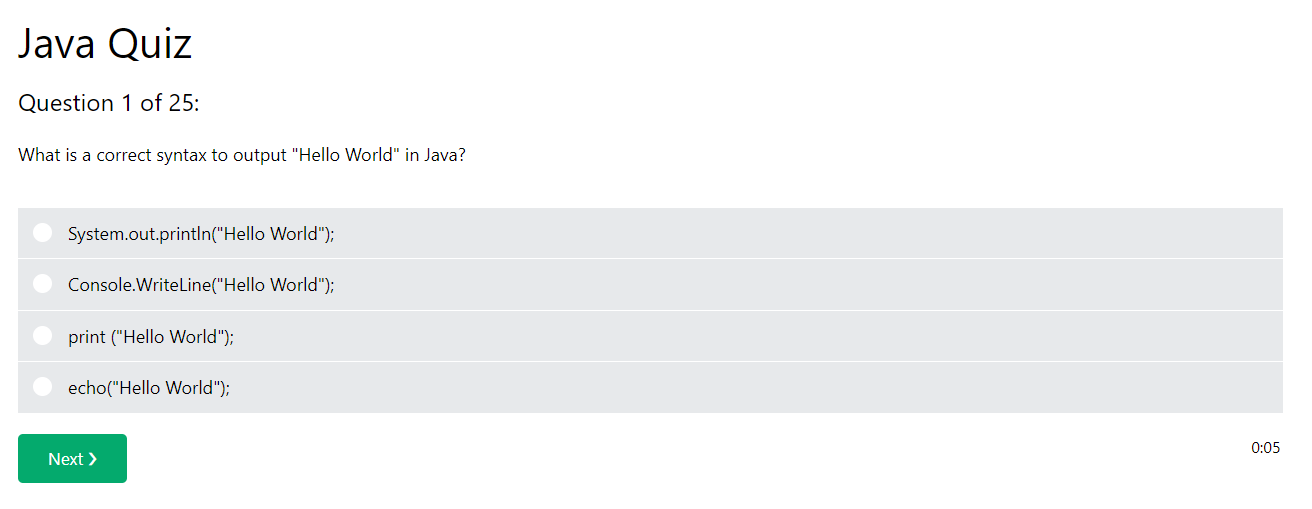 Java Quiz
Question 1 of 25:
What is a correct syntax to output "Hello World" in Java?
System.out.println("Hello World");
Console.WriteLine("Hello World");
print ("Hello World");
echo("Hello World");
Next ❯
0:05